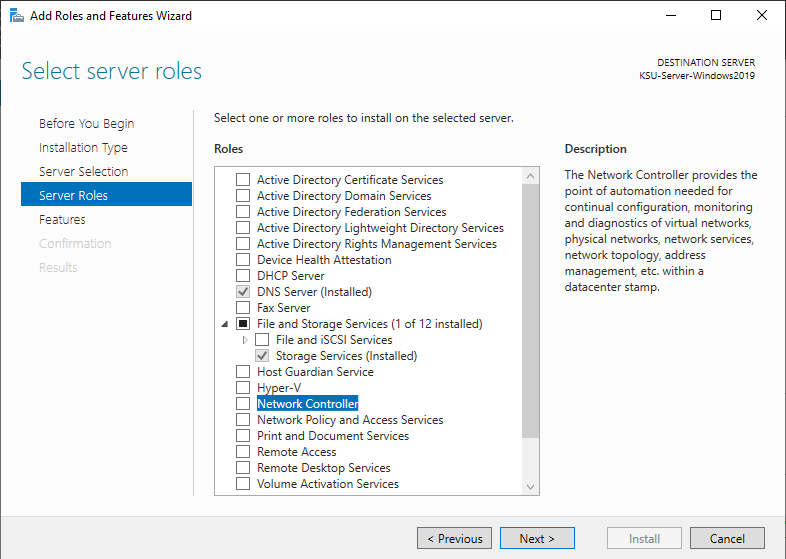 Add Roles and Features Wizard
Select server roles
DESTINATION SERVER
KSU-Server-Windows2019
Before You Begin
Installation Type
Server Selection
Server Roles
Features
Confirmation
Results
Select one or more roles to install on the selected server.
Roles
Active Directory Certificate Services
Active Directory Domain Services
Active Directory Federation Services
Active Directory Lightweight Directory Services
Active Directory Rights Management Services
Device Health Attestation
DHCP Server
DNS Server (Installed)
Fax Server
File and Storage Services (1 of 12 installed)
File and iSCSI Services
Storage Services (Installed)
Host Guardian Service
Hyper-V
Network Controller
Network Policy and Access Services
Print and Document Services
Remote Access
Remote Desktop Services
Volume Activation Services
Description
The Network Controller provides the
point of automation needed for
continual configuration, monitoring
and diagnostics of virtual networks,
physical networks, network services,
network topology, address
management, etc. within a
datacenter stamp.
< Previous
Next >
Install
Cancel